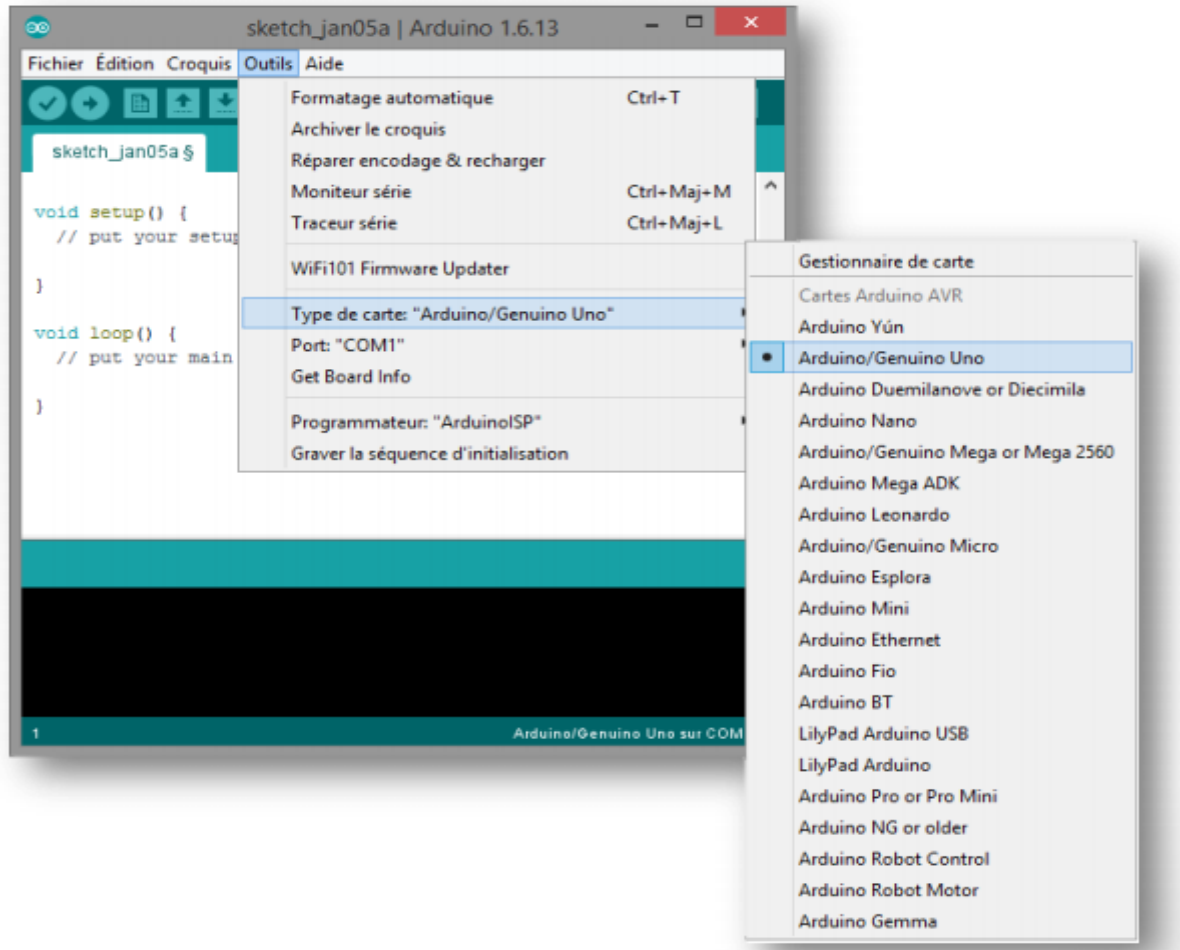 sketch_jan05a | Arduino 1.6.13
Fichier Édition Croquis Outils Aide
sketch_jan05a §
void setup() {
// put your setup
}
void loop() {
// put your main
}
Formatage automatique Ctrl+T
Archiver le croquis
Réparer encodage & recharger
Moniteur série Ctrl+Maj+M
Traceur série Ctrl+Maj+L
WiFi101 Firmware Updater
Type de carte: "Arduino/Genuino Uno"
Port: "COM1"
Get Board Info
Programmateur: "ArduinoISP"
Graver la séquence d'initialisation
Gestionnaire de carte
Cartes Arduino AVR
Arduino Yún
Arduino/Genuino Uno
Arduino Duemilanove or Diecimila
Arduino Nano
Arduino/Genuino Mega or Mega 2560
Arduino Mega ADK
Arduino Leonardo
Arduino/Genuino Micro
Arduino Esplora
Arduino Mini
Arduino Ethernet
Arduino Fio
Arduino BT
LilyPad Arduino USB
LilyPad Arduino
Arduino Pro or Pro Mini
Arduino NG or older
Arduino Robot Control
Arduino Robot Motor
Arduino Gemma
1 Arduino/Genuino Uno sur COM